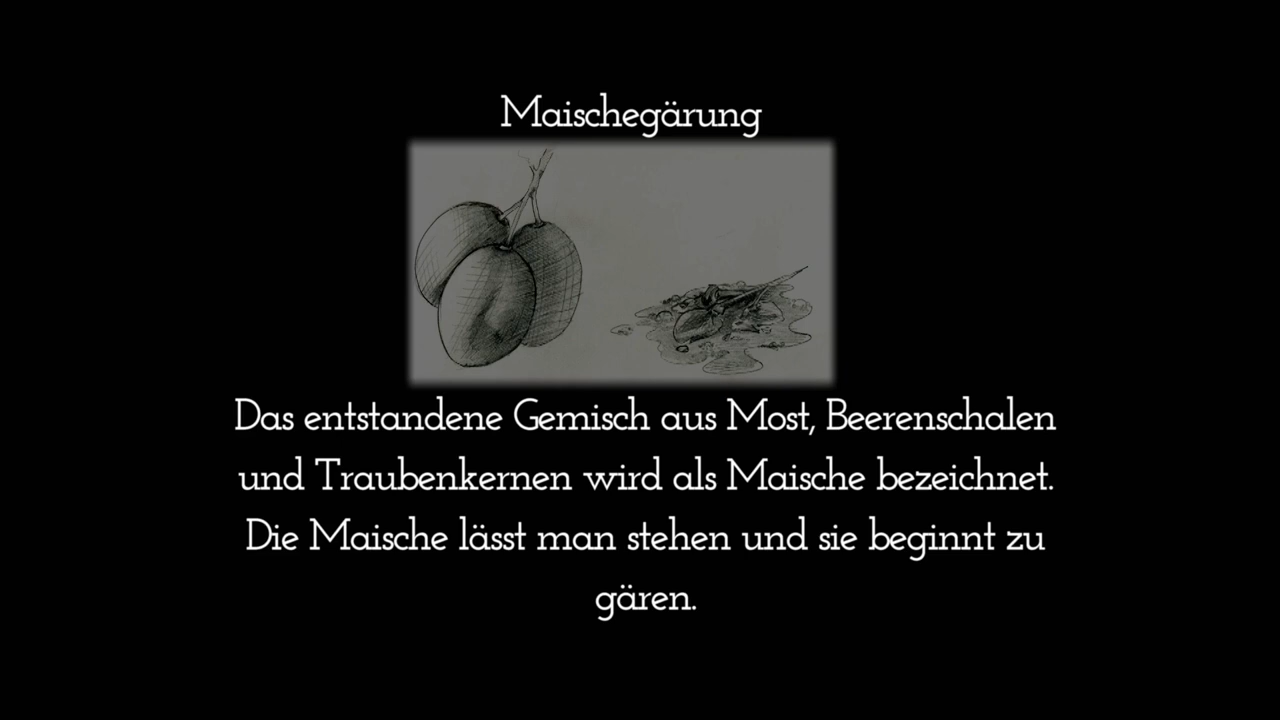 Maischegärung
Das entstandene Gemisch aus Most, Beerenschalen
und Traubenkernen wird als Maische bezeichnet.
Die Maische lässt man stehen und sie beginnt zu
gären.